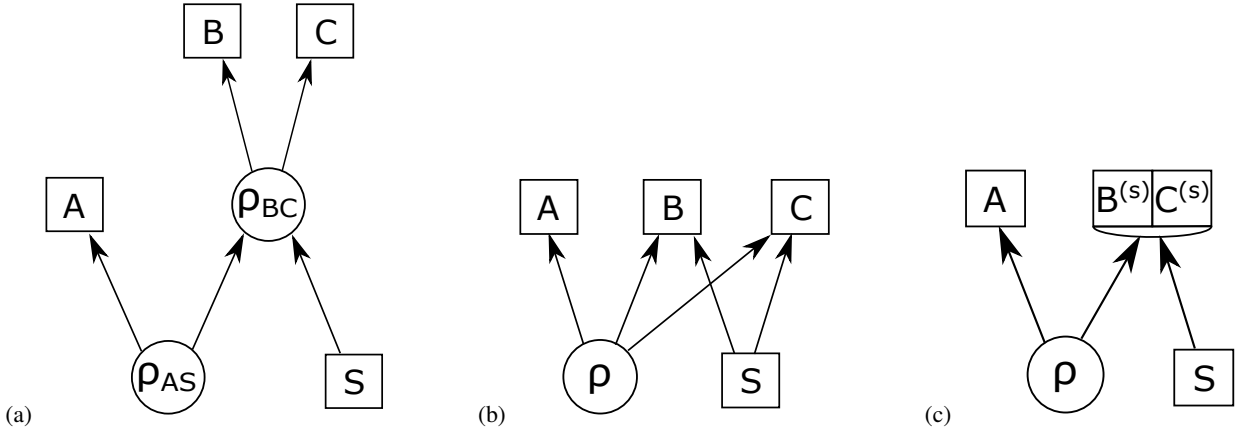 B C
A ρBC
ρAS S
(a)
A B C
ρ S
(b)
A B(s) C(s)
ρ S
(c)